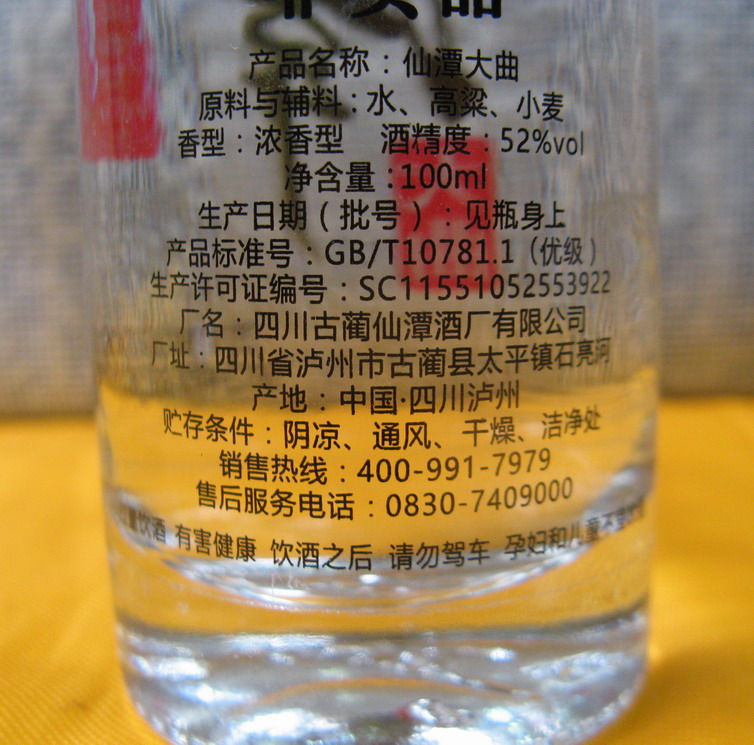 非卖品
产品名称：仙潭大曲
原料与辅料：水、高粱、小麦
香型：浓香型 酒精度：52%vol
净含量：100ml
生产日期（批号）：见瓶身上
产品标准号：GB/T10781.1（优级）
生产许可证编号：SC11551052553922
厂名：四川古蔺仙潭酒厂有限公司
厂址：四川省泸州市古蔺县太平镇石亮河
产地：中国·四川泸州
贮存条件：阴凉、通风、干燥、洁净处
销售热线：400-991-7979
售后服务电话：0830-7409000
饮酒 有害健康 饮酒之后 请勿驾车 孕妇和儿童不宜